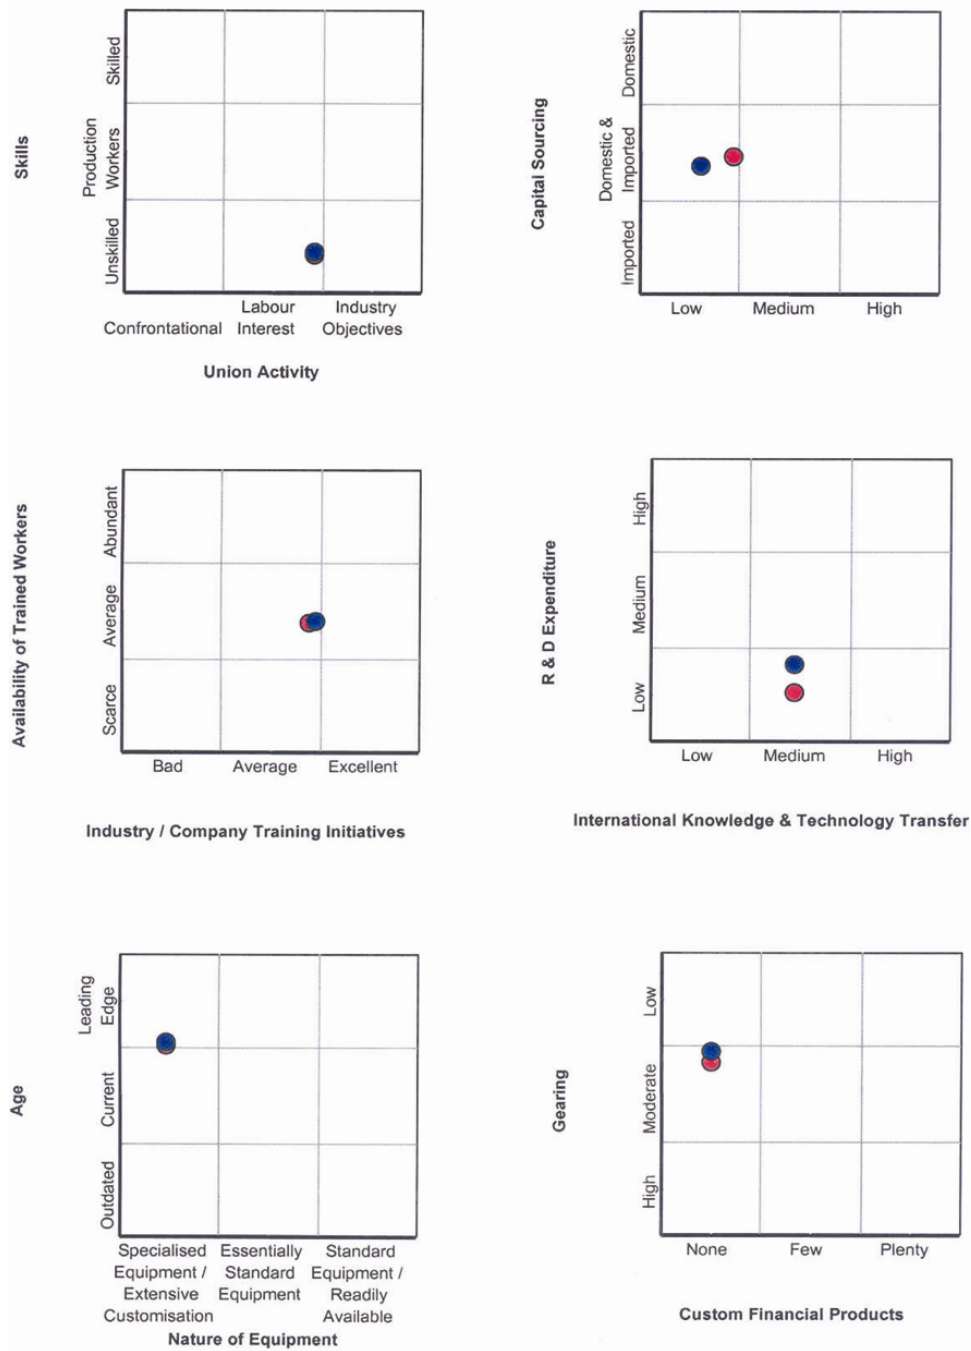 Skills
Skilled
Production
Workers
Unskilled
Labour
Industry
Confrontational
Interest
Objectives
Union Activity
Capital Sourcing
Domestic
Domestic &
Imported
Imported
Low
Medium
High
Availability of Trained Workers
Abundant
Average
Scarce
Bad
Average
Excellent
Industry / Company Training Initiatives
R & D Expenditure
High
Medium
Low
Low
Medium
High
International Knowledge & Technology Transfer
Age
Leading
Edge
Current
Outdated
Specialised
Equipment /
Extensive
Customisation
Essentially
Standard
Equipment
Standard
Equipment /
Readily
Available
Nature of Equipment
Gearing
Low
Moderate
High
None
Few
Plenty
Custom Financial Products